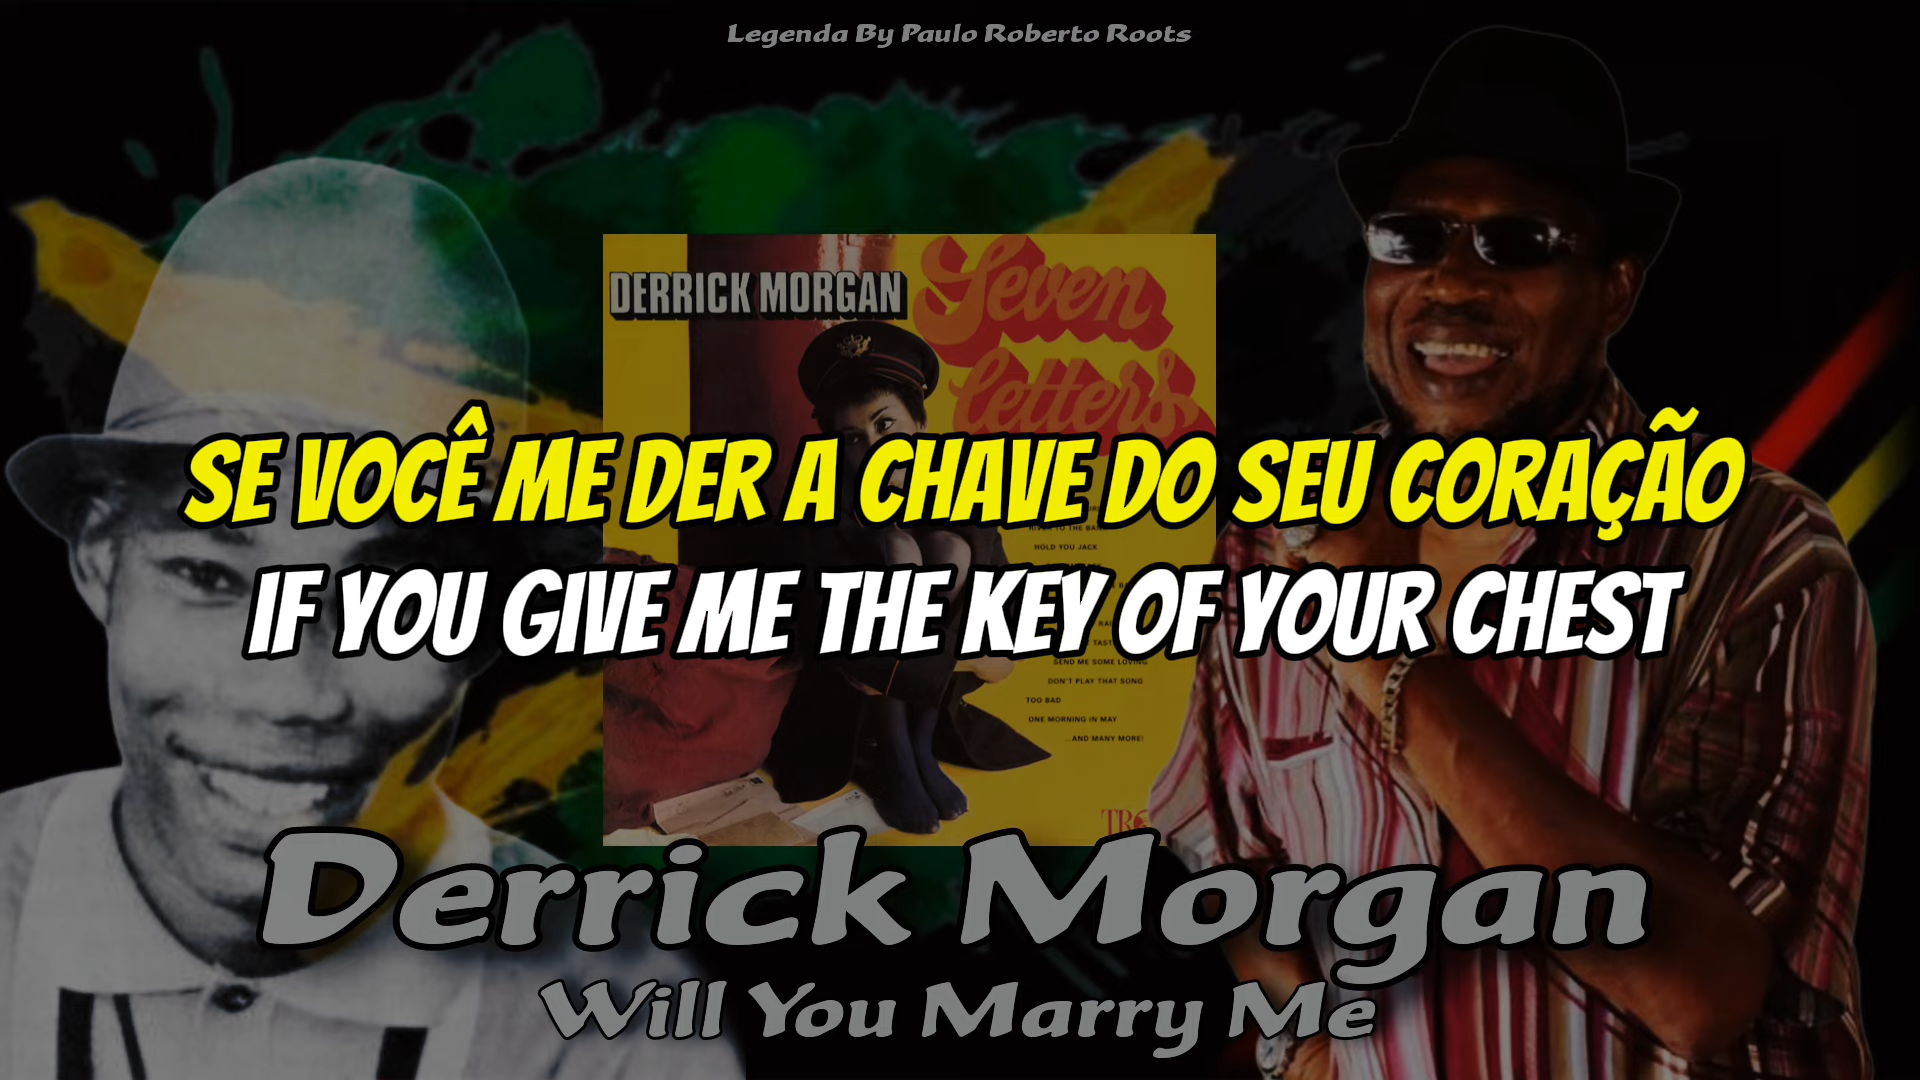 Legenda By Paulo Roberto Roots
DERRICK MORGAN
Seven
Letters
SE VOCÊ ME DER A CHAVE DO SEU CORAÇÃO
IF YOU GIVE ME THE KEY OF YOUR CHEST
TO THE
HOLD YOU JACK
SEND ME SOME LOVING
DON'T PLAY THAT SONG
TOO BAD
ONE MORNING IN MAY
...AND MANY MORE!
Derrick Morgan
Will You Marry Me